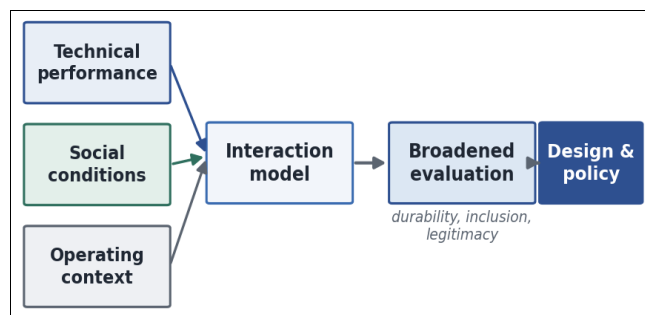 Technical
performance
Social
conditions
Operating
context
Interaction
model
Broadened
evaluation
durability, inclusion,
legitimacy
Design &
policy